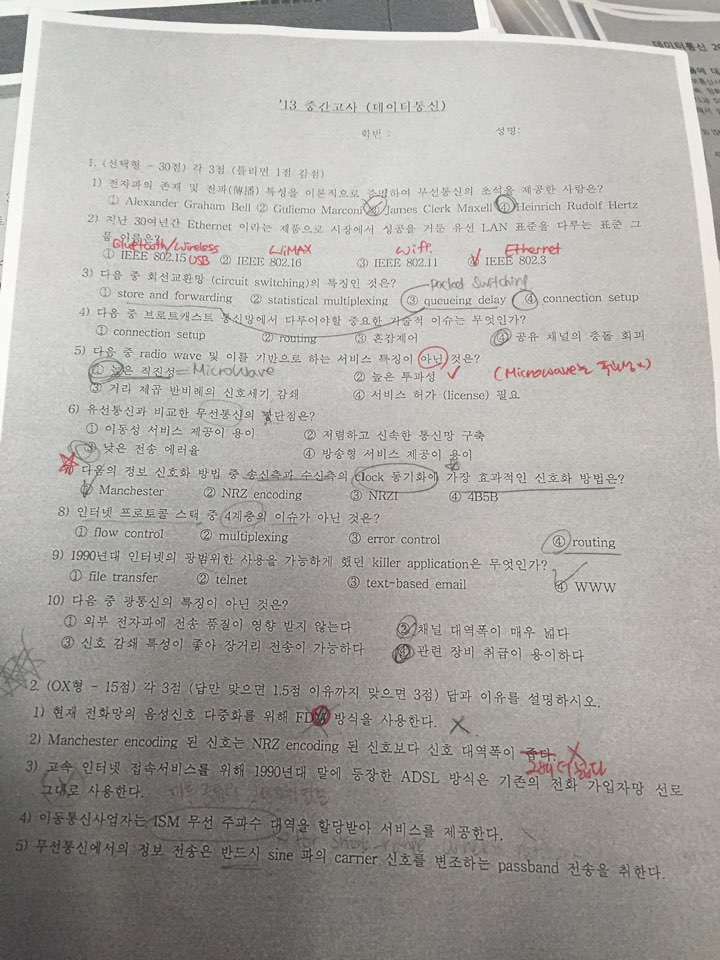 데이터통신 20
'13 중간고사 (데이터통신)
학번 : 성명:
1. (선택형 - 30점) 각 3점 (틀리면 1점 감점)
1) 전자파의 존재 및 전파(傳播) 특성을 이론적으로 증명하여 무선통신의 초석을 제공한 사람은?
① Alexander Graham Bell ② Guliemo Marconi ③ James Clerk Maxell ④ Heinrich Rudolf Hertz
2) 지난 30여년간 Ethernet 이라는 제품으로 시장에서 성공을 거둔 유선 LAN 표준을 다루는 표준 그
룹 이름은?
Bluetooth/Wireless USB WiMAX Wifi Ethernet
① IEEE 802.15 ② IEEE 802.16 ③ IEEE 802.11 ④ IEEE 802.3
3) 다음 중 회선교환망 (circuit switching)의 특징인 것은? packed switching
① store and forwarding ② statistical multiplexing ③ queueing delay ④ connection setup
4) 다음 중 브로트캐스트 통신망에서 다루어야할 중요한 기술적 이슈는 무엇인가?
① connection setup ② routing ③ 흔잡제어 ④ 공유 채널의 충돌 회피
5) 다음 중 radio wave 및 이를 기반으로 하는 서비스 특징이 아닌 것은?
① 높은 직진성 = MicroWave ② 높은 투과성
③ 거리 제곱 반비례의 신호세기 감쇄 ④ 서비스 허가 (license) 필요
6) 유선통신과 비교한 무선통신의 단점은?
① 이동성 서비스 제공이 용이 ② 저렴하고 신속한 통신망 구축
③ 낮은 전송 에러율 ④ 방송형 서비스 제공이 용이
다음의 정보 신호화 방법 중 송신측과 수신측의 clock 동기화에 가장 효과적인 신호화 방법은?
① Manchester ② NRZ encoding ③ NRZI ④ 4B5B
8) 인터넷 프로토콜 스택 중 4계층의 이슈가 아닌 것은?
① flow control ② multiplexing ③ error control ④ routing
9) 1990년대 인터넷의 광범위한 사용을 가능하게 했던 killer application은 무엇인가?
① file transfer ② telnet ③ text-based email ④ WWW
10) 다음 중 광통신의 특징이 아닌 것은?
① 외부 전자파에 전송 품질이 영향 받지 않는다 ② 채널 대역폭이 매우 넓다
③ 신호 감쇄 특성이 좋아 장거리 전송이 가능하다 ④ 관련 장비 취급이 용이하다
2. (OX형 - 15점) 각 3점 (답만 맞으면 1.5점 이유까지 맞으면 3점) 답과 이유를 설명하시오.
1) 현재 전화망의 음성신호 다중화를 위해 FDM 방식을 사용한다.
2) Manchester encoding 된 신호는 NRZ encoding 된 신호보다 신호 대역폭이 좁다.
2배 더 넓다
3) 고속 인터넷 접속서비스를 위해 1990년대 말에 등장한 ADSL 방식은 기존의 전화 가입자망 선로
그대로 사용한다.
4) 이동통신사업자는 ISM 무선 주파수 대역을 할당받아 서비스를 제공한다.
5) 무선통신에서의 정보 전송은 반드시 sine 파의 carrier 신호를 변조하는 passband 전송을 취한다.